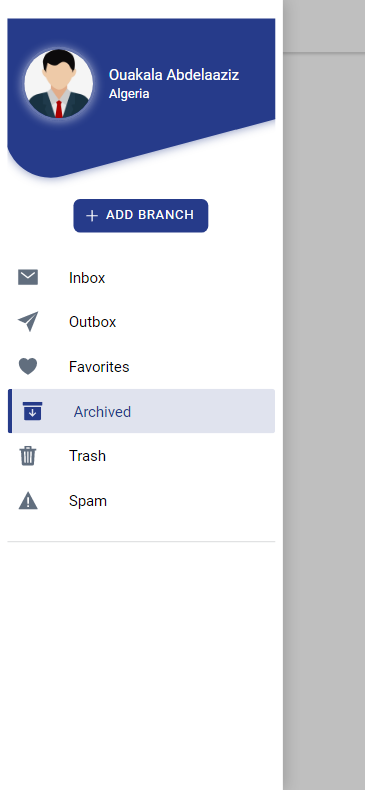 Ouakala Abdelaaziz
Algeria
ADD BRANCH
Inbox
Outbox
Favorites
Archived
Trash
Spam